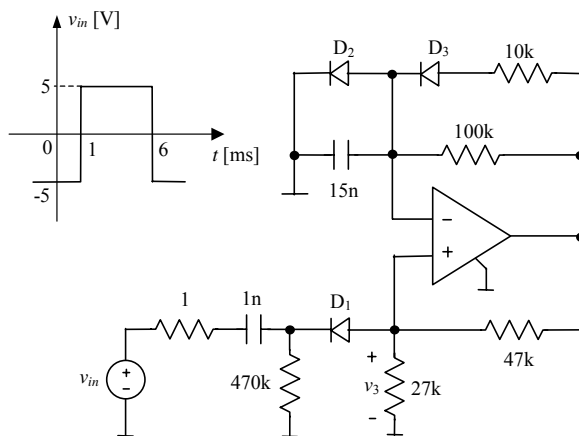 v_in [V]
5
0
1
6
t [ms]
-5
D₂
D₃
10k
100k
15n
−
+
1
1n
D₁
v_in
+
−
470k
+
v₃
-
27k
47k